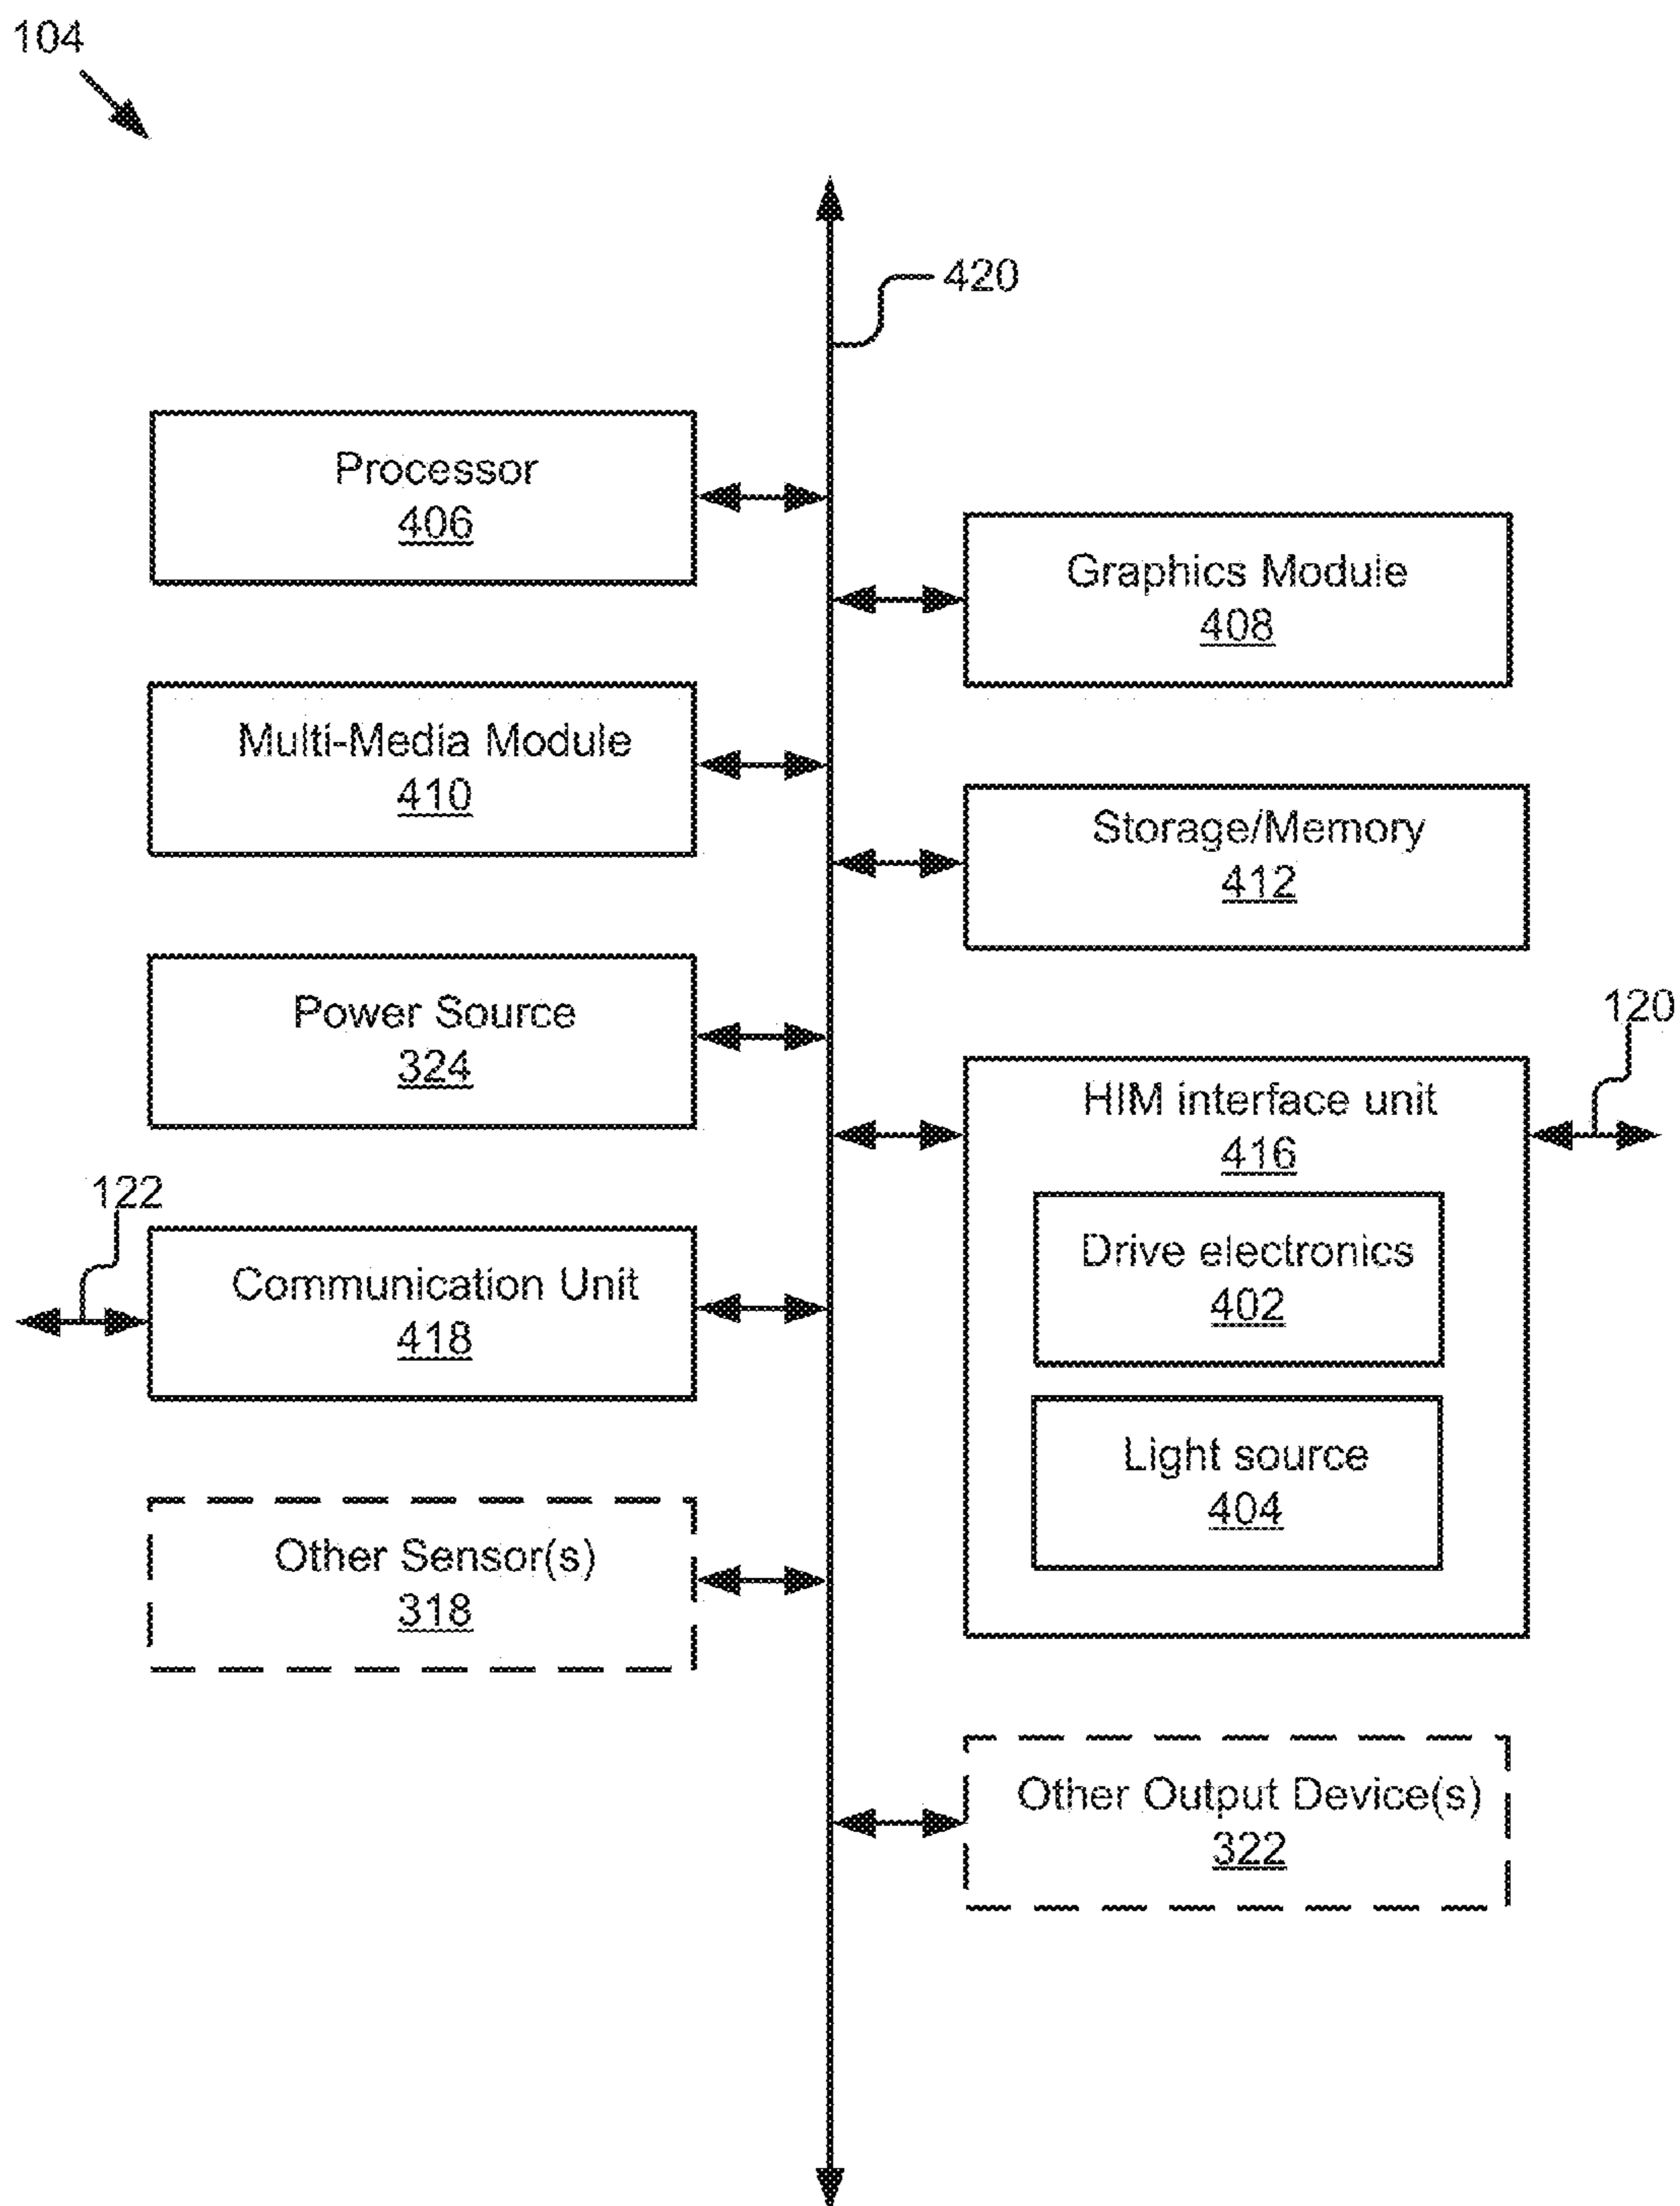 104
420
Processor
406
Graphics Module
408
Multi-Media Module
410
Storage/Memory
412
Power Source
324
120
HIM interface unit
416
122
Communication Unit
418
Drive electronics
402
Light source
404
Other Sensor(s)
318
Other Output Device(s)
322